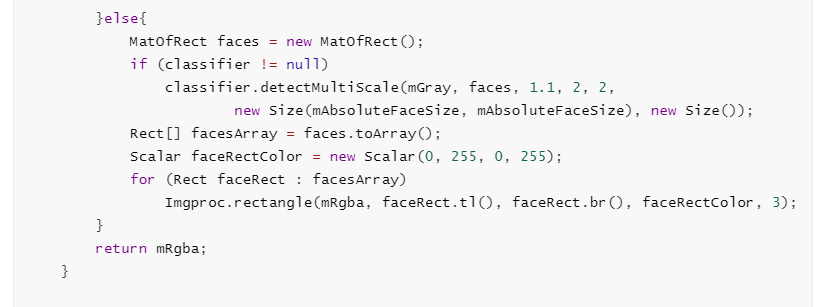 }else{
MatOfRect faces = new MatOfRect();
if (classifier != null)
classifier.detectMultiScale(mGray, faces, 1.1, 2, 2,
new Size(mAbsoluteFaceSize, mAbsoluteFaceSize), new Size());
Rect[] facesArray = faces.toArray();
Scalar faceRectColor = new Scalar(0, 255, 0, 255);
for (Rect faceRect : facesArray)
Imgproc.rectangle(mRgba, faceRect.tl(), faceRect.br(), faceRectColor, 3);
}
return mRgba;
}